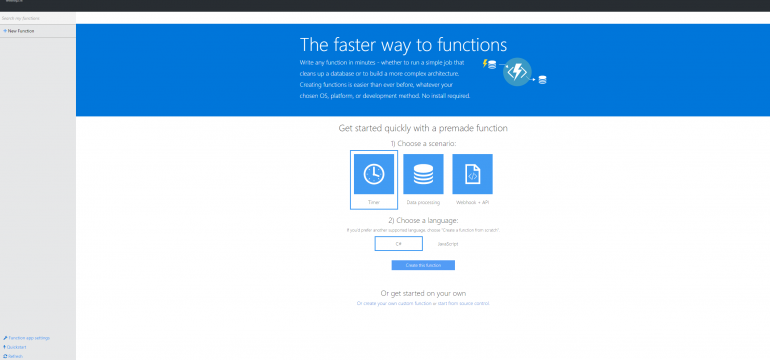 Search my functions
New Function
The faster way to functions
Write any function in minutes - whether to run a simple job that
cleans up a database or to build a more complex architecture.
Creating functions is easier than ever before, whatever your
chosen OS, platform, or development method. No install required.
Get started quickly with a premade function
1) Choose a scenario:
Timer
Data processing
Webhook + API
2) Choose a language:
If you'd prefer another supported language, choose "Create a function from scratch".
C#
JavaScript
Create this function
Or get started on your own
Or create your own custom function or start from source control
Function app settings
Quickstart
Refresh